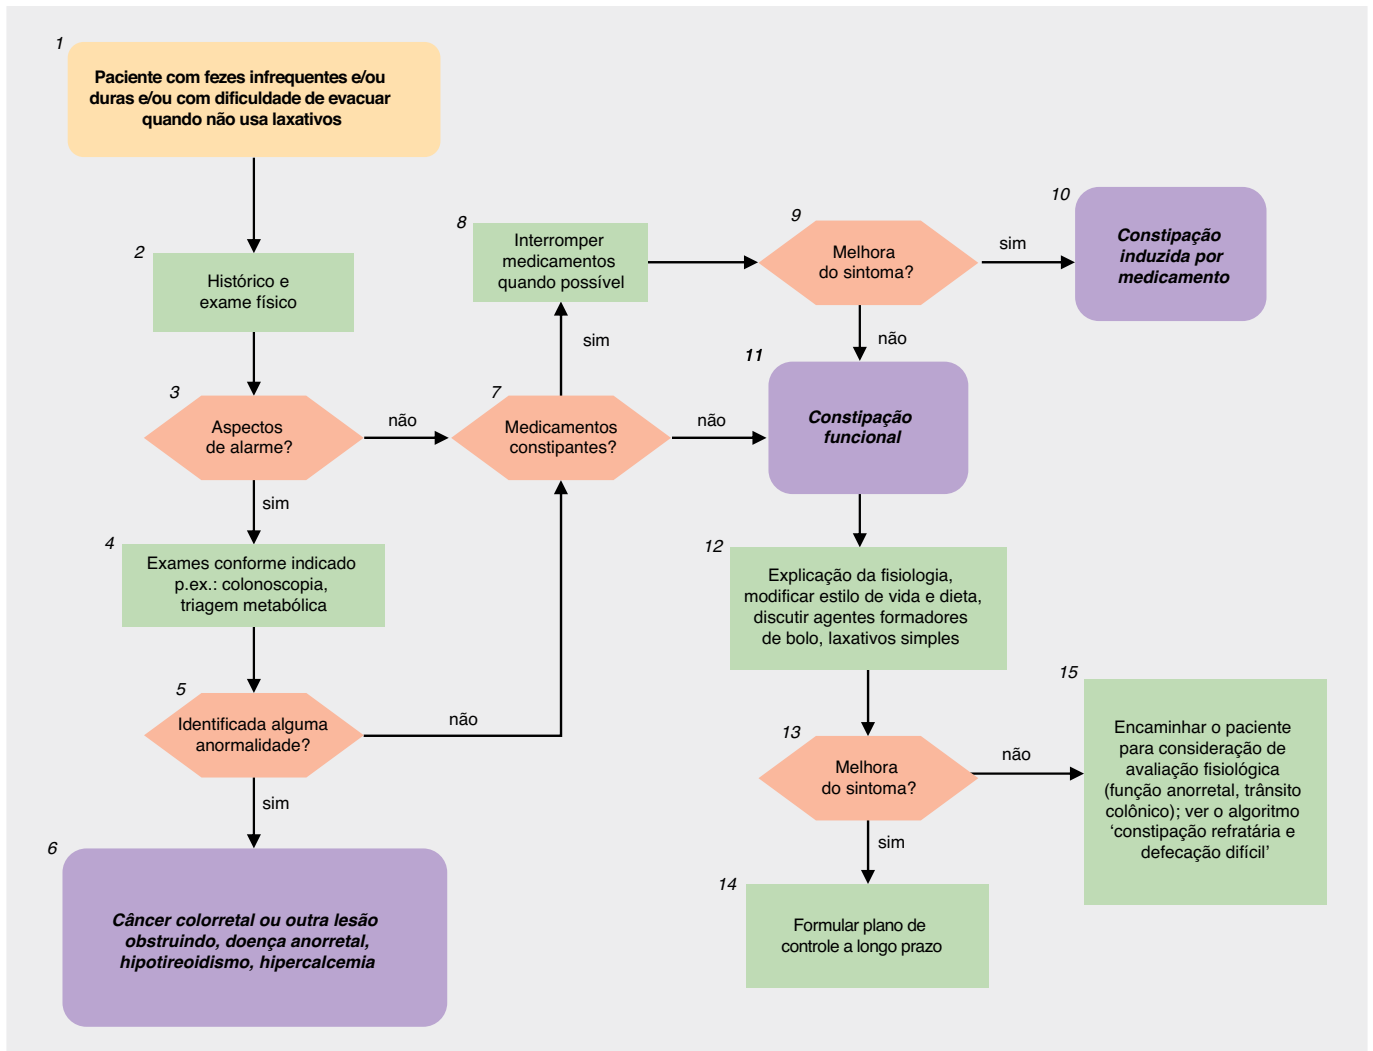 1
Paciente com fezes infrequentes e/ou
duras e/ou com dificuldade de evacuar
quando não usa laxativos
2
Histórico e
exame físico
3
Aspectos
de alarme?
não
sim
4
Exames conforme indicado
p.ex.: colonoscopia,
triagem metabólica
5
Identificada alguma
anormalidade?
não
sim
6
Câncer colorretal ou outra lesão
obstruindo, doença anorretal,
hipotireoidismo, hipercalcemia
7
Medicamentos
constipantes?
sim
não
8
Interromper
medicamentos
quando possível
9
Melhora
do sintoma?
sim
não
10
Constipação
induzida por
medicamento
11
Constipação
funcional
12
Explicação da fisiologia,
modificar estilo de vida e dieta,
discutir agentes formadores
de bolo, laxativos simples
13
Melhora
do sintoma?
não
sim
14
Formular plano de
controle a longo prazo
15
Encaminhar o paciente
para consideração de
avaliação fisiológica
(função anorretal, trânsito
colônico); ver o algoritmo
‘constipação refratária e
defecação difícil’